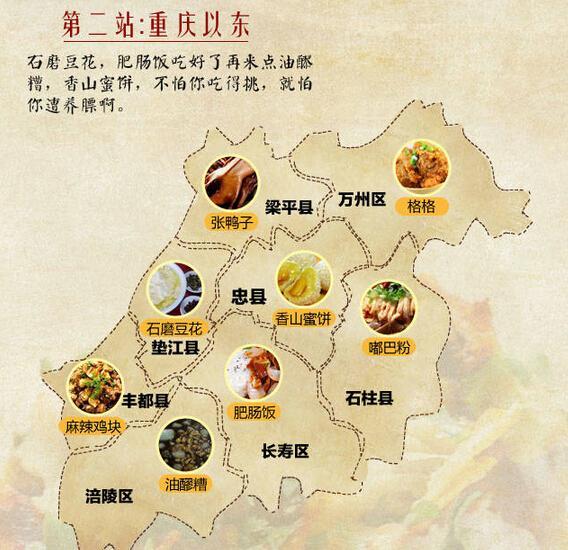 第二站:重庆以东
石磨豆花，肥肠饭吃好了再来点油醪
糟，香山蜜饼，不怕你吃得挑，就怕
你遭养膘啊。
万州区
格格
梁平县
张鸭子
忠县
香山蜜饼
石磨豆花
垫江县
嘟巴粉
石柱县
丰都县
麻辣鸡块
肥肠饭
长寿区
油醪糟
涪陵区